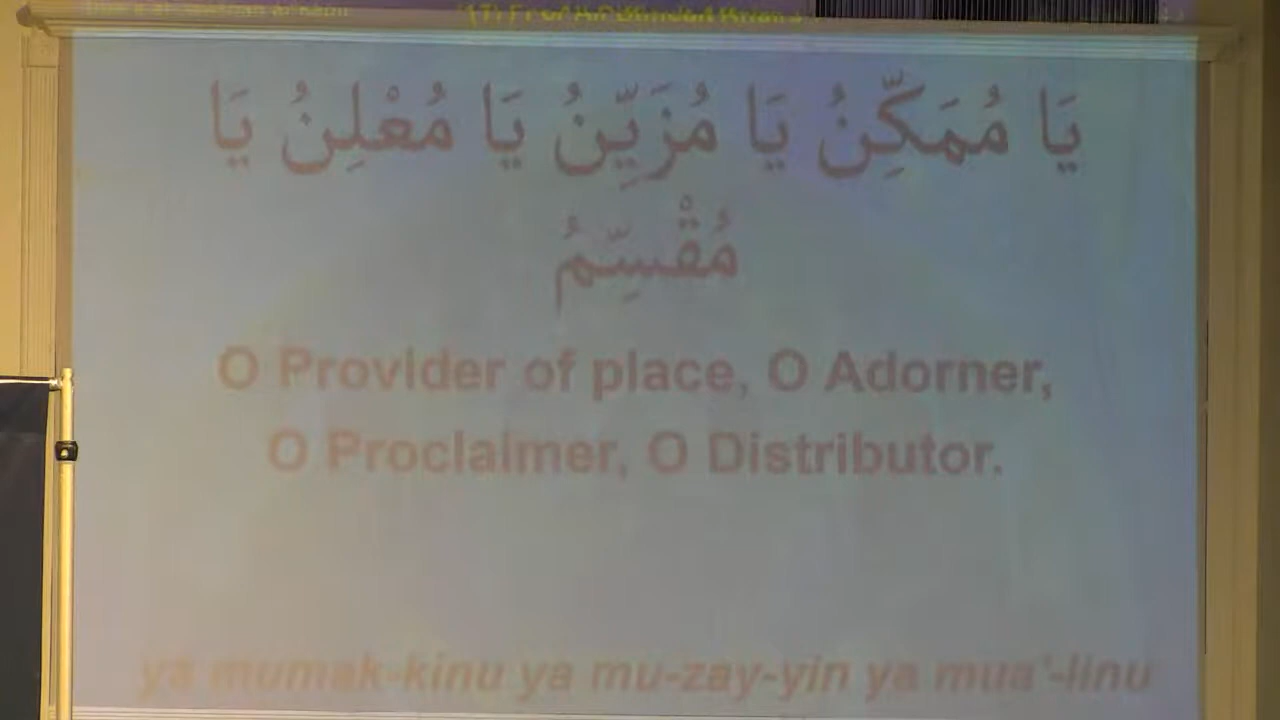 يَا مُمَكِّنُ يَا مُزَيِّنُ يَا مُعْلِنُ يَا
مُقْسِّمُ
O Provider of place, O Adorner,
O Proclaimer, O Distributor.
ya mumak-kinu ya mu-zay-yin ya mua'-linu